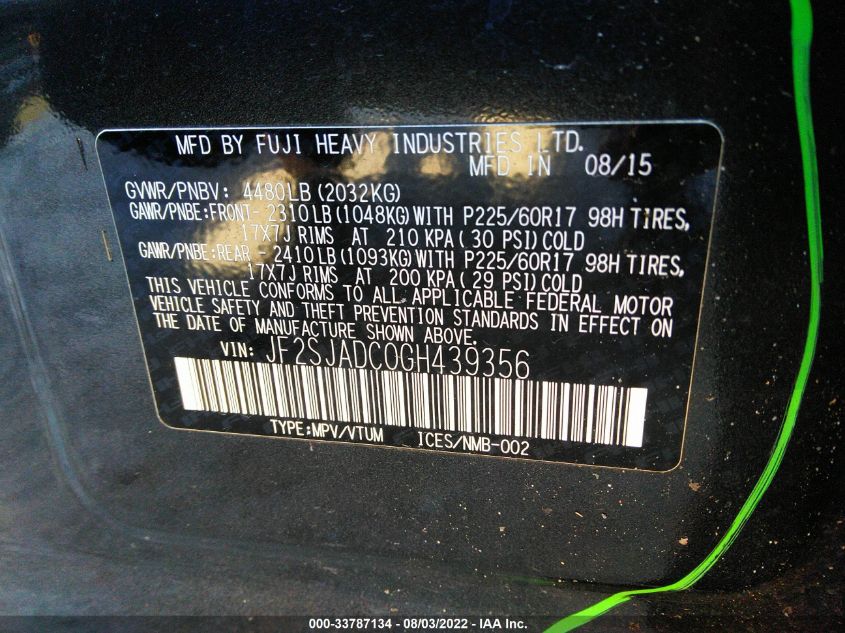 MFD BY FUJI HEAVY INDUSTRIES LTD.
MFD IN 08/15
GVWR/PNBV: 4480LB (2032KG)
GAWR/PNBE:FRONT- 2310LB (1048KG) WITH P225/60R17 98H TIRES,
17X7J RIMS AT 210 KPA( 30 PSI) COLD
GAWR/PNBE:REAR - 2410LB (1093KG) WITH P225/60R17 98H TIRES,
17X7J RIMS AT 200 KPA( 29 PSI) COLD
THIS VEHICLE CONFORMS TO ALL APPLICABLE FEDERAL MOTOR
VEHICLE SAFETY AND THEFT PREVENTION STANDARDS IN EFFECT ON
THE DATE OF MANUFACTURE SHOWN ABOVE.
VIN: JF2SJADC0GH439356
TYPE:MPV/VTUM ICES/NMB-002
000-33787134 - 08/03/2022 - IAA Inc.